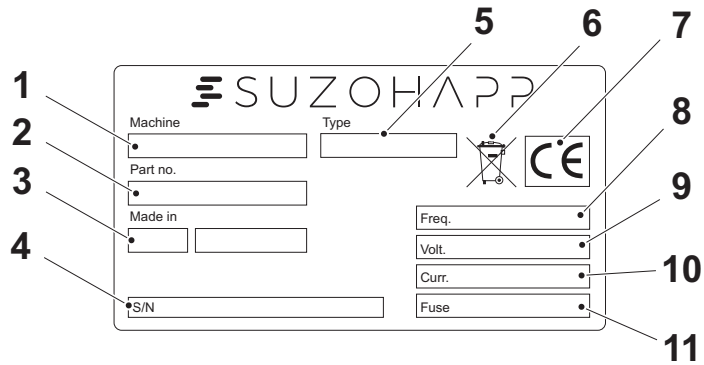 5
6
7
1
2
3
4
8
9
10
11
SUZOHAPP
Machine
Type
Part no.
Made in
CE
Freq.
Volt.
Curr.
S/N
Fuse